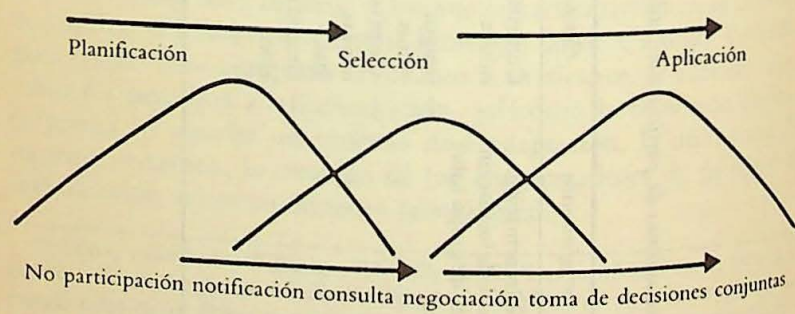 Planificación Selección Aplicación
No participación notificación consulta negociación toma de decisiones conjuntas